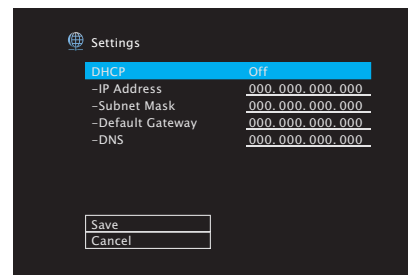 Settings
DHCP Off
-IP Address 000.000.000.000
-Subnet Mask 000.000.000.000
-Default Gateway 000.000.000.000
-DNS 000.000.000.000
Save
Cancel